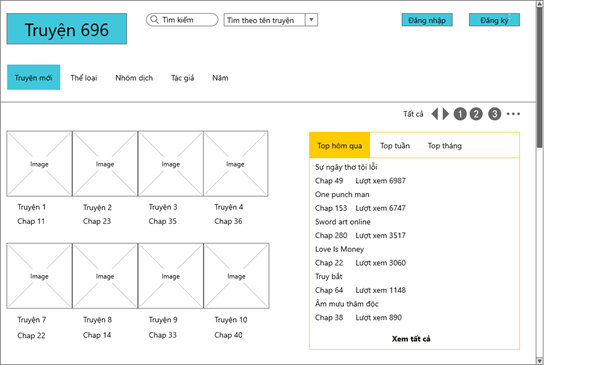 Truyện 696
Tìm kiếm
Tìm theo tên truyện
Đăng nhập
Đăng ký
Truyện mới Thể loại Nhóm dịch Tác giả Năm
Tất cả 1 2 3
Image Image Image Image
Truyện 1 Truyện 2 Truyện 3 Truyện 4
Chap 11 Chap 23 Chap 35 Chap 36
Image Image Image Image
Truyện 7 Truyện 8 Truyện 9 Truyện 10
Chap 22 Chap 14 Chap 33 Chap 40
Top hôm qua Top tuần Top tháng
Sự ngây thơ tội lỗi
Chap 49 Lượt xem 6987
One punch man
Chap 153 Lượt xem 6747
Sword art online
Chap 280 Lượt xem 3517
Love Is Money
Chap 22 Lượt xem 3060
Truy bắt
Chap 64 Lượt xem 1148
Âm mưu thâm độc
Chap 38 Lượt xem 890
Xem tất cả